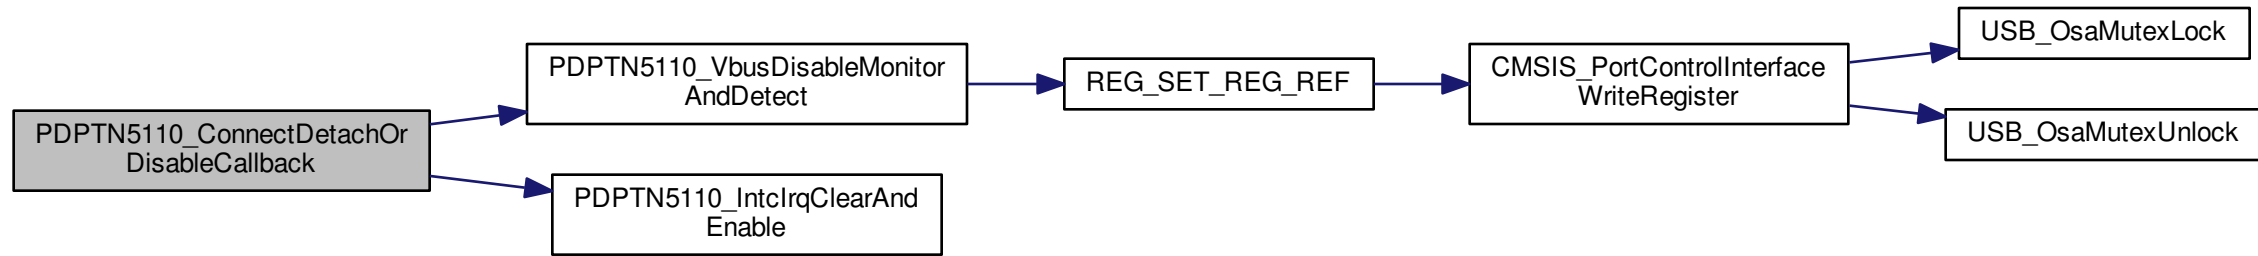 PDPTN5110_ConnectDetachOr
DisableCallback
PDPTN5110_VbusDisableMonitor
AndDetect
PDPTN5110_IntcIrqClearAnd
Enable
REG_SET_REG_REF
CMSIS_PortControlInterface
WriteRegister
USB_OsaMutexLock
USB_OsaMutexUnlock